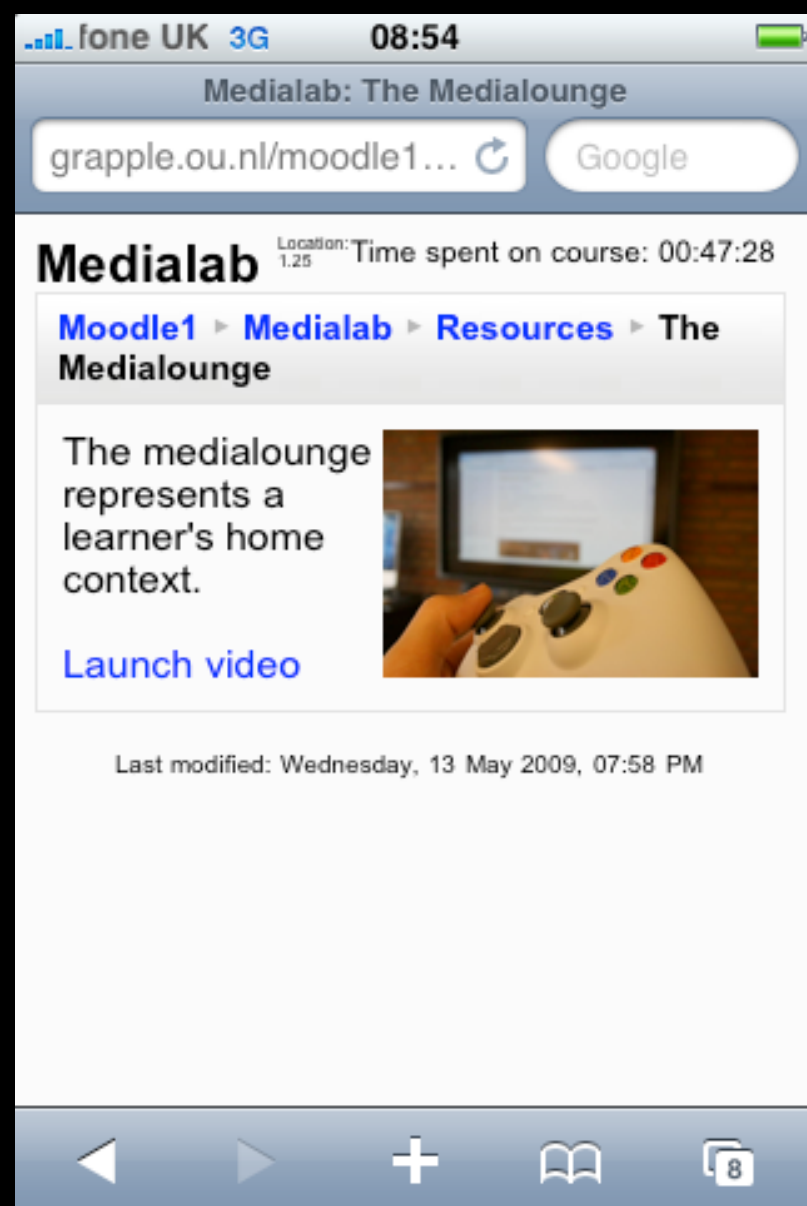 fone UK 3G 08:54
Medialab: The Medialounge
grapple.ou.nl/moodle1... Google
Medialab Location: 1.25 Time spent on course: 00:47:28
Moodle1 ▸ Medialab ▸ Resources ▸ The
Medialounge
The medialounge
represents a
learner's home
context.
Launch video
Last modified: Wednesday, 13 May 2009, 07:58 PM
8